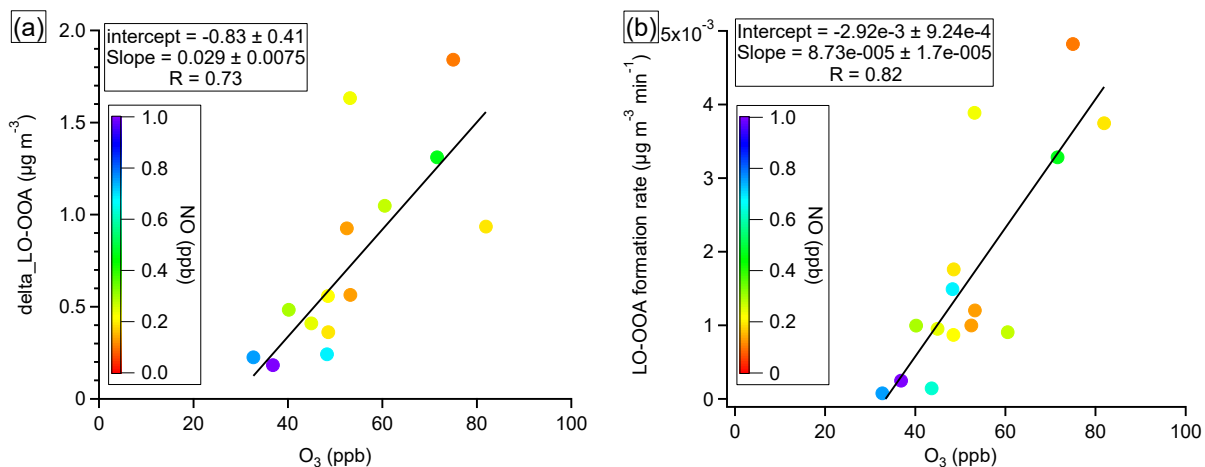 (a)
intercept = -0.83 ± 0.41
Slope = 0.029 ± 0.0075
R = 0.73
2.0
1.5
1.0
0.5
0
delta_LO-OOA (µg m⁻³)
1.0
0.8
0.6
0.4
0.2
0.0
NO (ppb)
0
20
40
60
80
100
O₃ (ppb)
(b)
Intercept = -2.92e-3 ± 9.24e-4
Slope = 8.73e-005 ± 1.7e-005
R = 0.82
5x10⁻³
4
3
2
1
0
LO-OOA formation rate (µg m⁻³ min⁻¹)
1.0
0.8
0.6
0.4
0.2
0
NO (ppb)
0
20
40
60
80
100
O₃ (ppb)